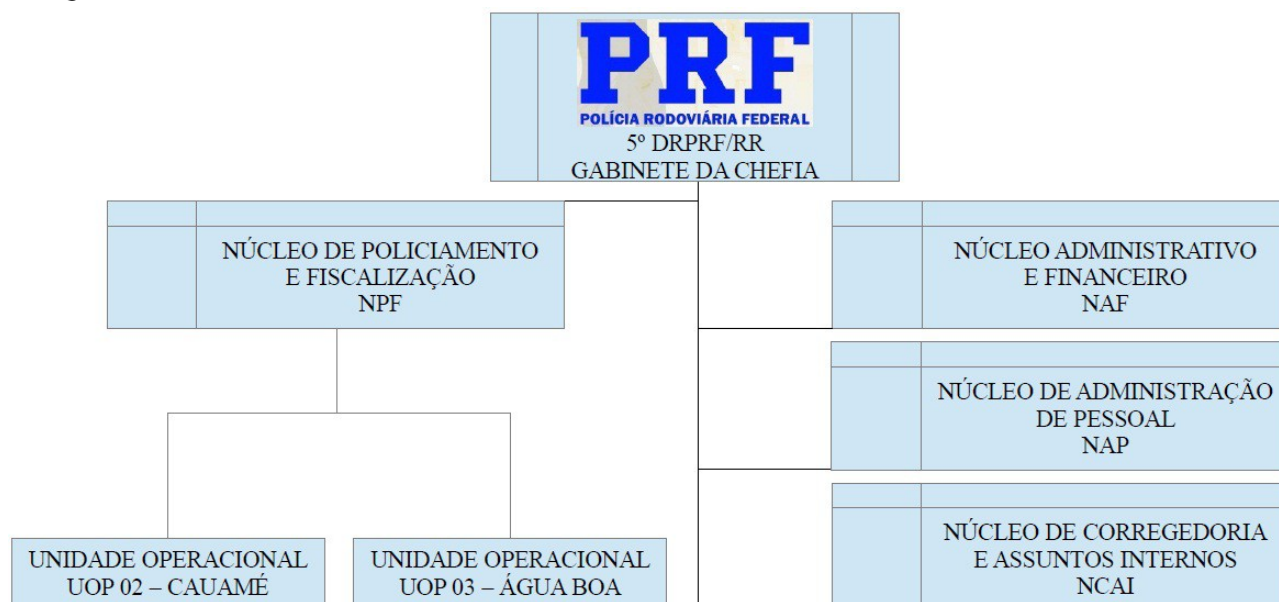 PRF
POLÍCIA RODOVIÁRIA FEDERAL
5º DRPRF/RR
GABINETE DA CHEFIA
NÚCLEO DE POLICIAMENTO
E FISCALIZAÇÃO
NPF
NÚCLEO ADMINISTRATIVO
E FINANCEIRO
NAF
NÚCLEO DE ADMINISTRAÇÃO
DE PESSOAL
NAP
NÚCLEO DE CORREGEDORIA
E ASSUNTOS INTERNOS
NCAI
UNIDADE OPERACIONAL
UOP 02 – CAUAMÉ
UNIDADE OPERACIONAL
UOP 03 – ÁGUA BOA